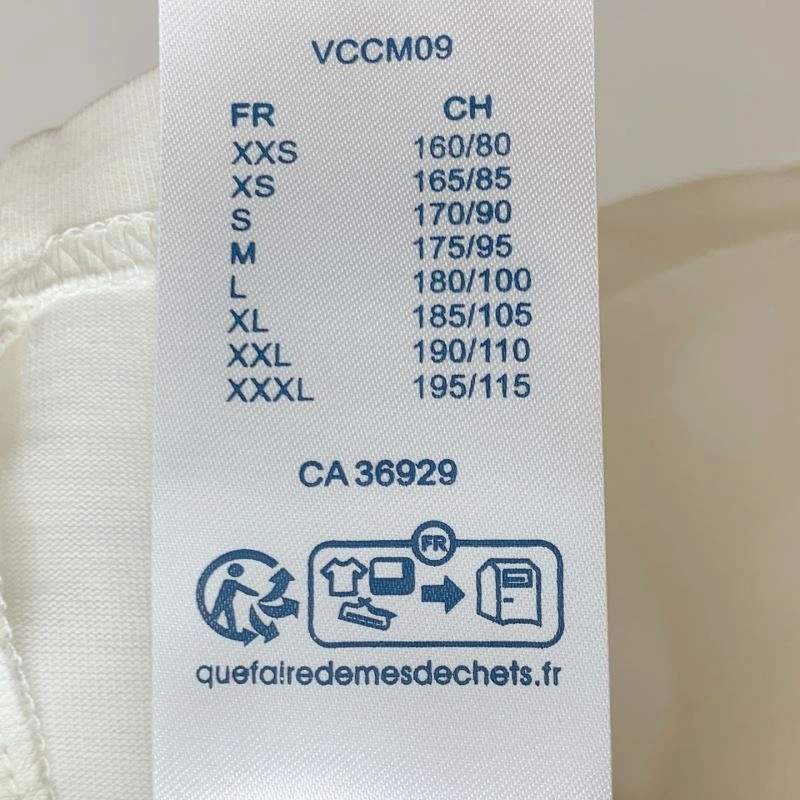 VCCM09
FR CH
XXS 160/80
XS 165/85
S 170/90
M 175/95
L 180/100
XL 185/105
XXL 190/110
XXXL 195/115
CA 36929
FR
quefairedemesdechets.fr